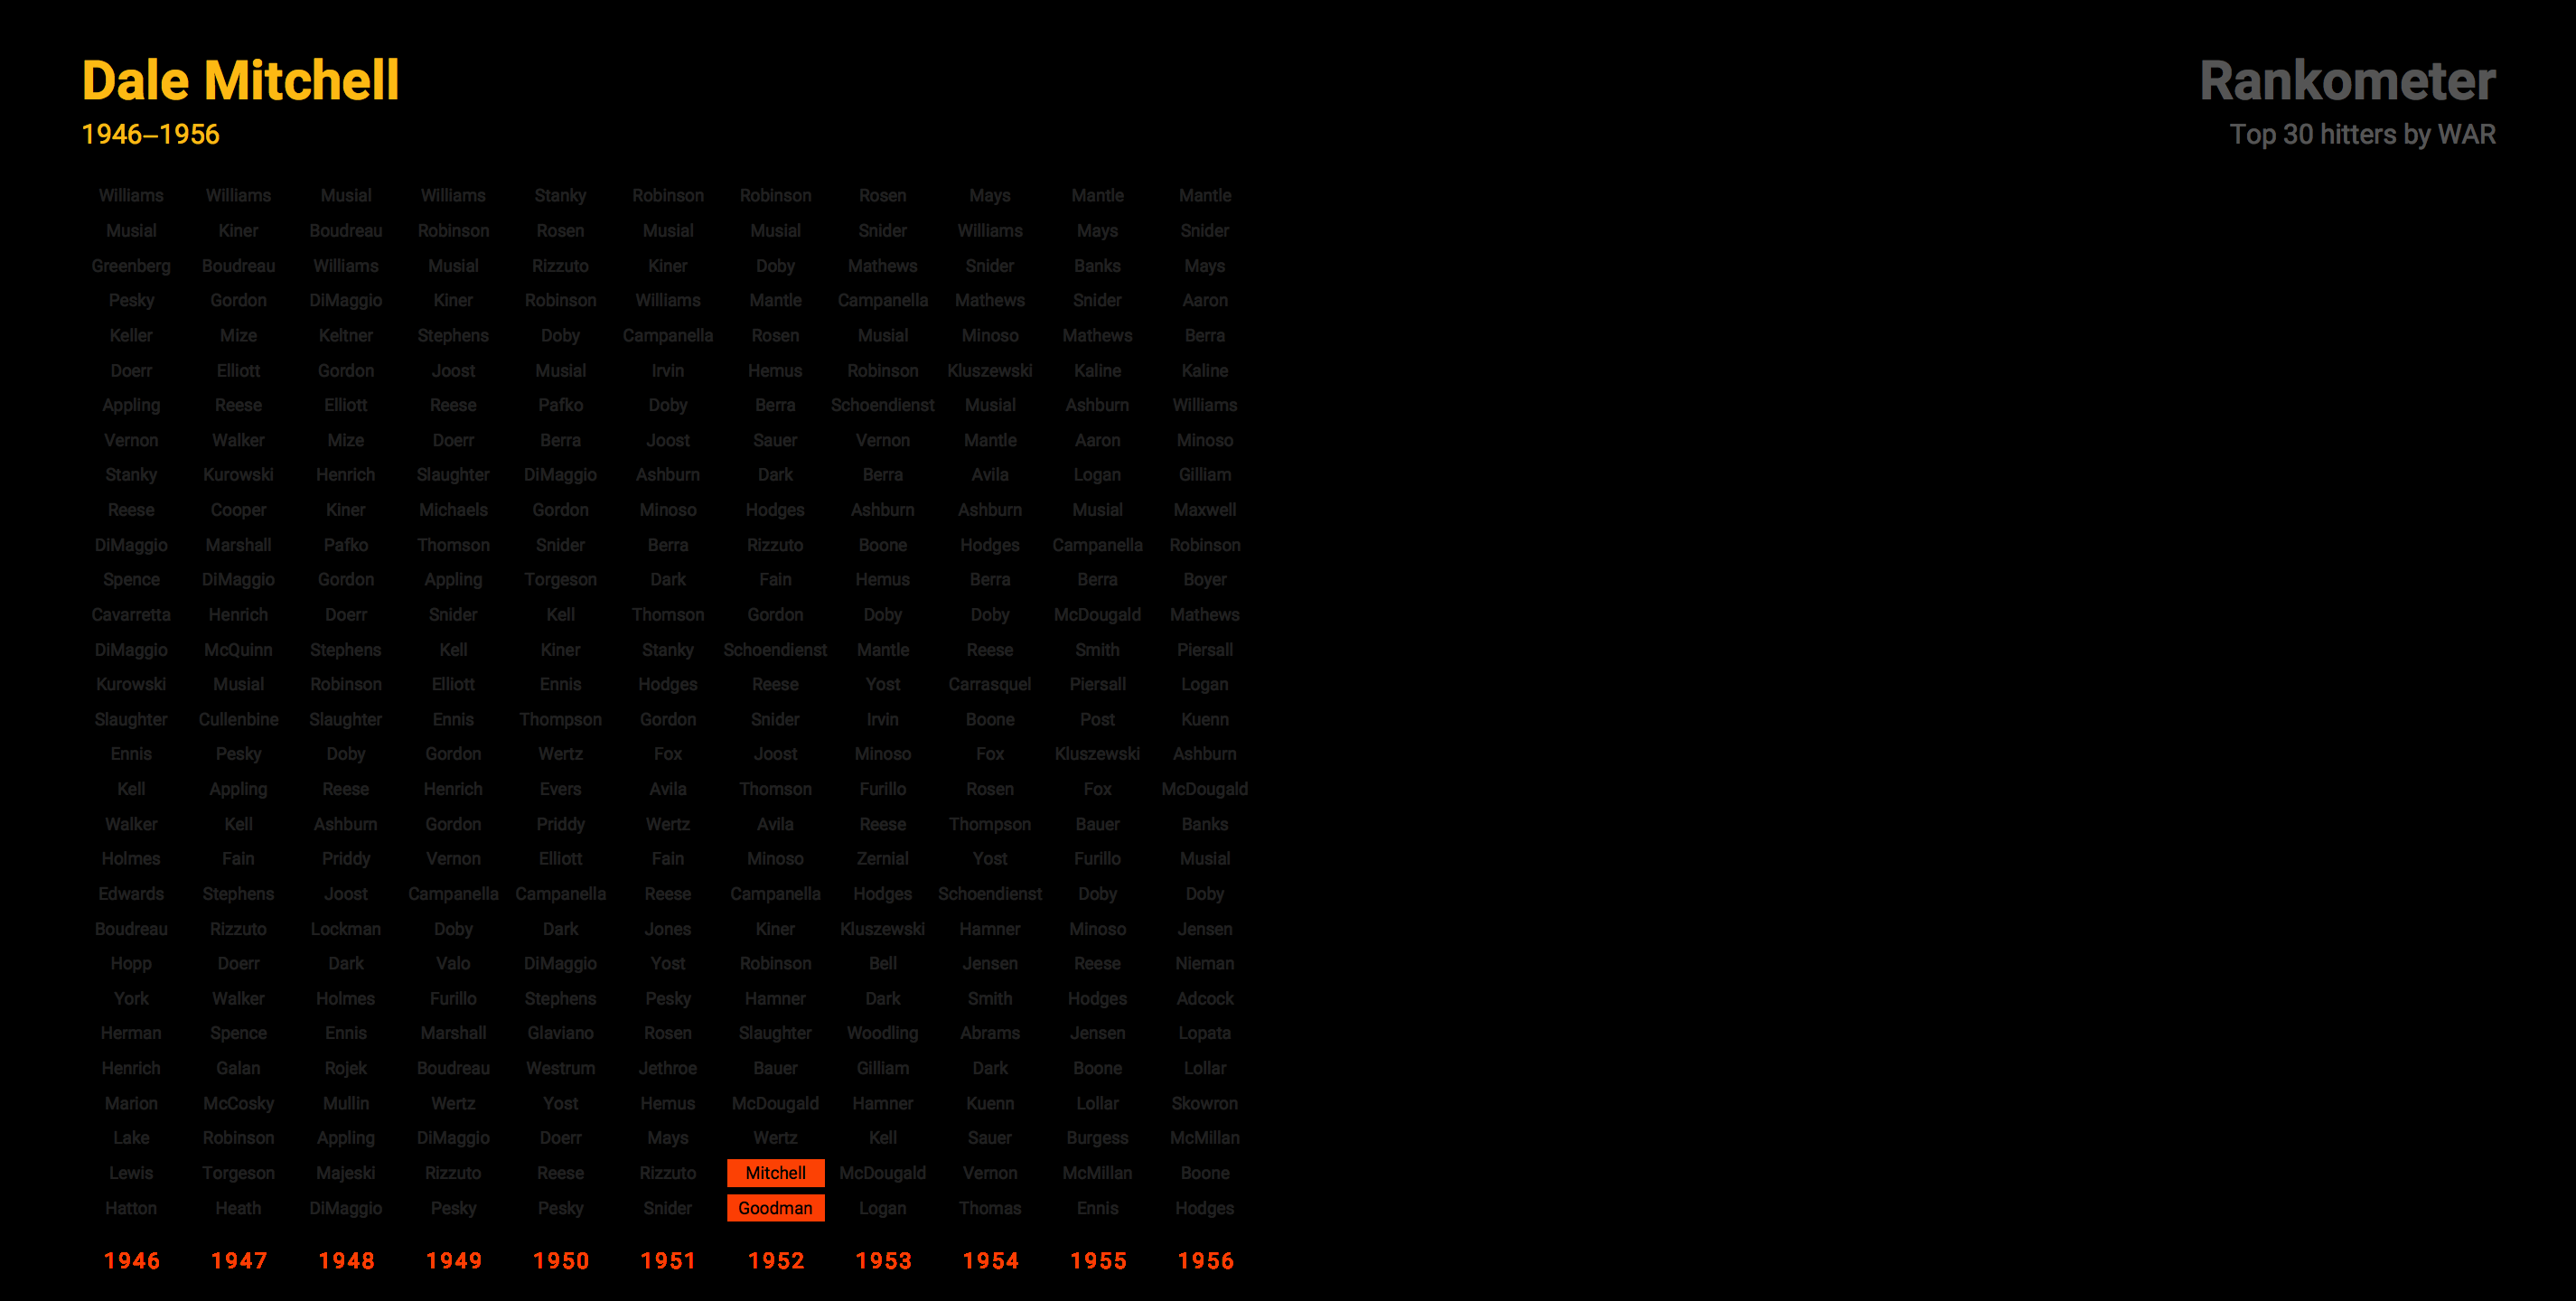 Dale Mitchell
1946–1956
Rankometer
Top 30 hitters by WAR
Williams Williams Musial Williams Stanky Robinson Robinson Rosen Mays Mantle Mantle
Musial Kiner Boudreau Robinson Rosen Musial Musial Snider Williams Mays Snider
Greenberg Boudreau Williams Musial Rizzuto Kiner Doby Mathews Snider Banks Mays
Pesky Gordon DiMaggio Kiner Robinson Williams Mantle Campanella Mathews Snider Aaron
Keller Mize Keltner Stephens Doby Campanella Rosen Musial Minoso Mathews Berra
Doerr Elliott Gordon Joost Musial Irvin Hemus Robinson Kluszewski Kaline Kaline
Appling Reese Elliott Reese Pafko Doby Berra Schoendienst Musial Ashburn Williams
Vernon Walker Mize Doerr Berra Joost Sauer Vernon Mantle Aaron Minoso
Stanky Kurowski Henrich Slaughter DiMaggio Ashburn Dark Berra Avila Logan Gilliam
Reese Cooper Kiner Michaels Gordon Minoso Hodges Ashburn Ashburn Musial Maxwell
DiMaggio Marshall Pafko Thomson Snider Berra Rizzuto Boone Hodges Campanella Robinson
Spence DiMaggio Gordon Appling Torgeson Dark Fain Hemus Berra Berra Boyer
Cavarretta Henrich Doerr Snider Kell Thomson Gordon Doby Doby McDougald Mathews
DiMaggio McQuinn Stephens Kell Kiner Stanky Schoendienst Mantle Reese Smith Piersall
Kurowski Musial Robinson Elliott Ennis Hodges Reese Yost Carrasquel Piersall Logan
Slaughter Cullenbine Slaughter Ennis Thompson Gordon Snider Irvin Boone Post Kuenn
Ennis Pesky Doby Gordon Wertz Fox Joost Minoso Fox Kluszewski Ashburn
Kell Appling Reese Henrich Evers Avila Thomson Furillo Rosen Fox McDougald
Walker Kell Ashburn Gordon Priddy Wertz Avila Reese Thompson Bauer Banks
Holmes Fain Priddy Vernon Elliott Fain Minoso Zernial Yost Furillo Musial
Edwards Stephens Joost Campanella Campanella Reese Campanella Hodges Schoendienst Doby Doby
Boudreau Rizzuto Lockman Doby Dark Jones Kiner Kluszewski Hamner Minoso Jensen
Hopp Doerr Dark Valo DiMaggio Yost Robinson Bell Jensen Reese Nieman
York Walker Holmes Furillo Stephens Pesky Hamner Dark Smith Hodges Adcock
Herman Spence Ennis Marshall Glaviano Rosen Slaughter Woodling Abrams Jensen Lopata
Henrich Galan Rojek Boudreau Westrum Jethroe Bauer Gilliam Dark Boone Lollar
Marion McCosky Mullin Wertz Yost Hemus McDougald Hamner Kuenn Lollar Skowron
Lake Robinson Appling DiMaggio Doerr Mays Wertz Kell Sauer Burgess McMillan
Lewis Torgeson Majeski Rizzuto Reese Rizzuto Mitchell McDougald Vernon McMillan Boone
Hatton Heath DiMaggio Pesky Pesky Snider Goodman Logan Thomas Ennis Hodges
1946 1947 1948 1949 1950 1951 1952 1953 1954 1955 1956